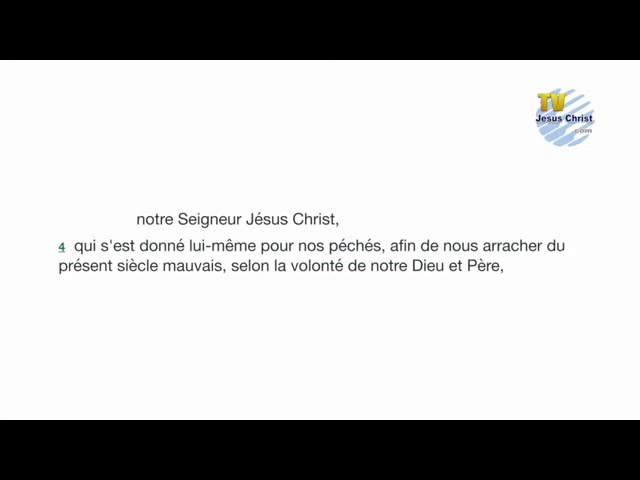 TV
Jesus Christ
.com
notre Seigneur Jésus Christ,
4 qui s'est donné lui-même pour nos péchés, afin de nous arracher du
présent siècle mauvais, selon la volonté de notre Dieu et Père,